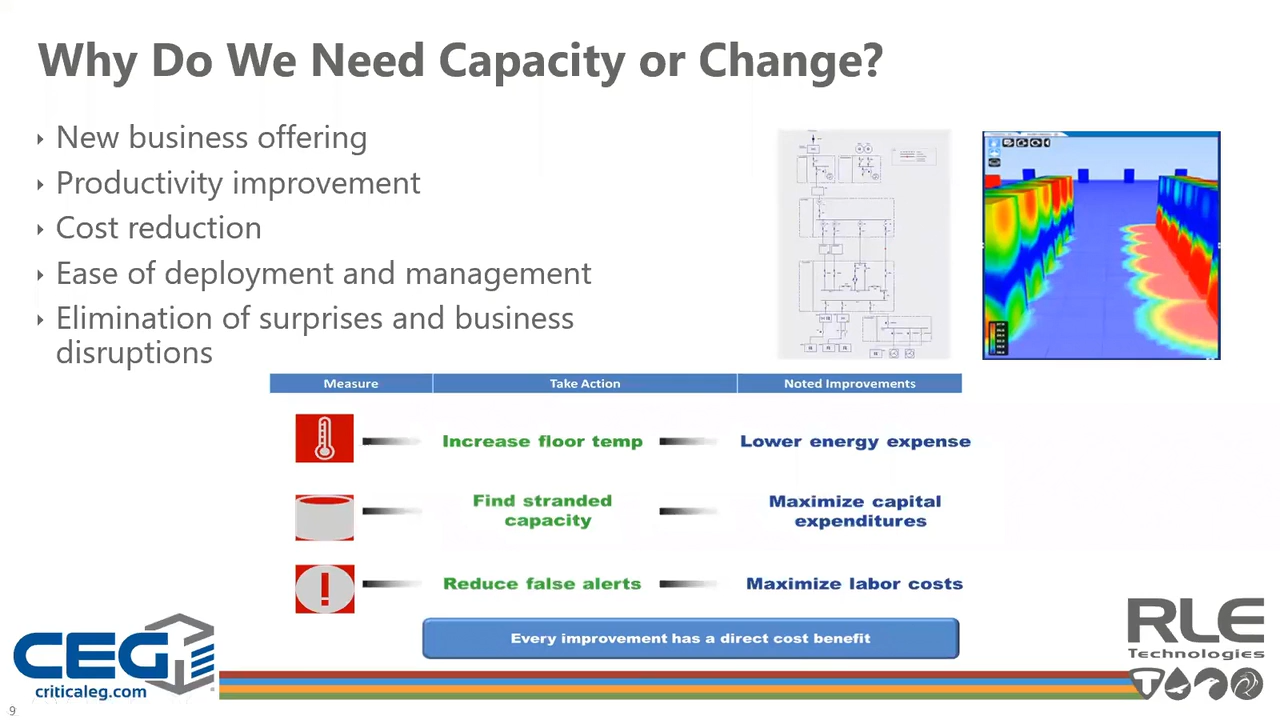 Why Do We Need Capacity or Change?
New business offering
Productivity improvement
Cost reduction
Ease of deployment and management
Elimination of surprises and business
disruptions
Measure Take Action Noted Improvements
Increase floor temp Lower energy expense
Find stranded
capacity
Maximize capital
expenditures
Reduce false alerts Maximize labor costs
Every improvement has a direct cost benefit
CEG
criticaleg.com
RLE
Technologies
9